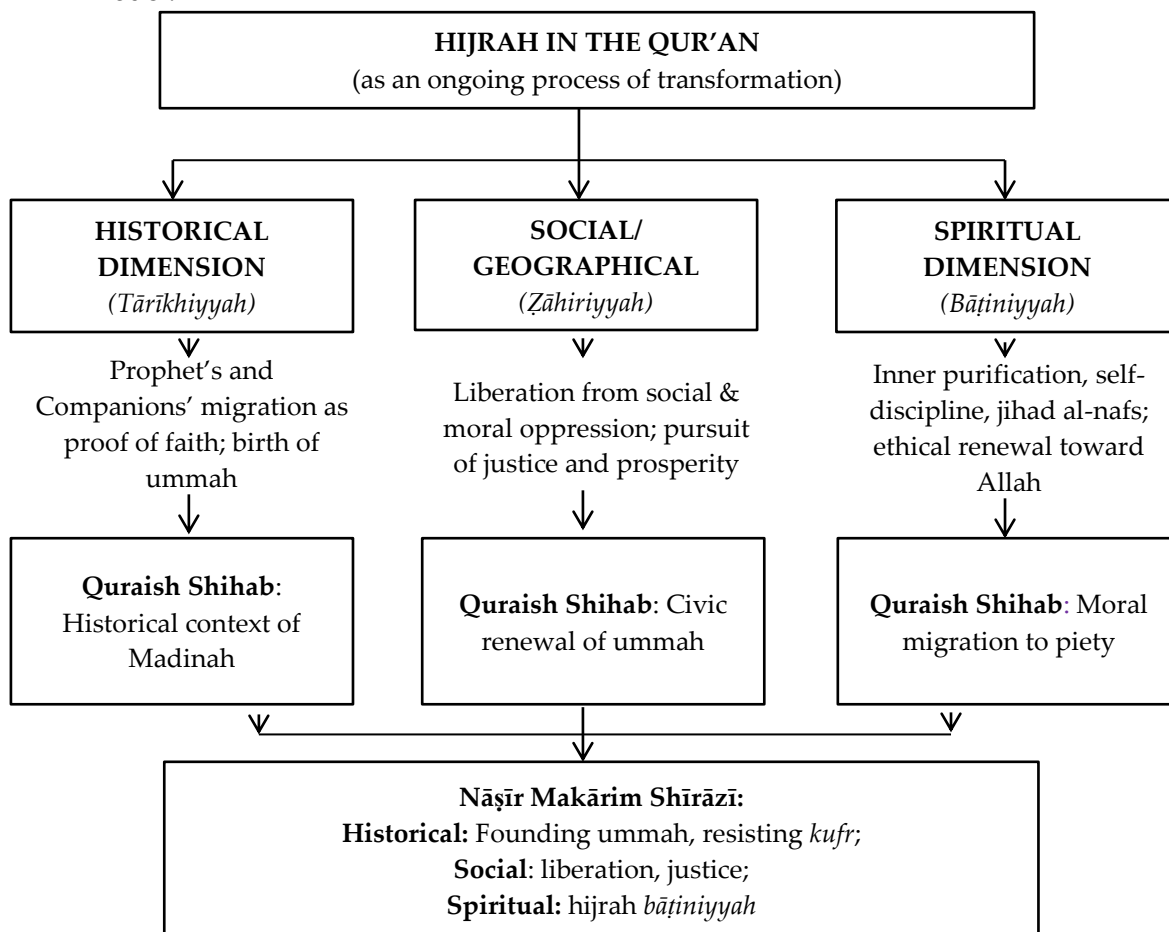 HIJRAH IN THE QUR’AN
(as an ongoing process of transformation)
HISTORICAL
DIMENSION
(Tārīkhiyyah)
SOCIAL/
GEOGRAPHICAL
(Ẓāhiriyyah)
SPIRITUAL
DIMENSION
(Bāṭiniyyah)
Prophet’s and
Companions’ migration as
proof of faith; birth of
ummah
Liberation from social &
moral oppression; pursuit
of justice and prosperity
Inner purification, self-
discipline, jihad al-nafs;
ethical renewal toward
Allah
Quraish Shihab:
Historical context of
Madinah
Quraish Shihab: Civic
renewal of ummah
Quraish Shihab: Moral
migration to piety
Nāṣīr Makārim Shīrāzī:
Historical: Founding ummah, resisting kufr;
Social: liberation, justice;
Spiritual: hijrah bāṭiniyyah